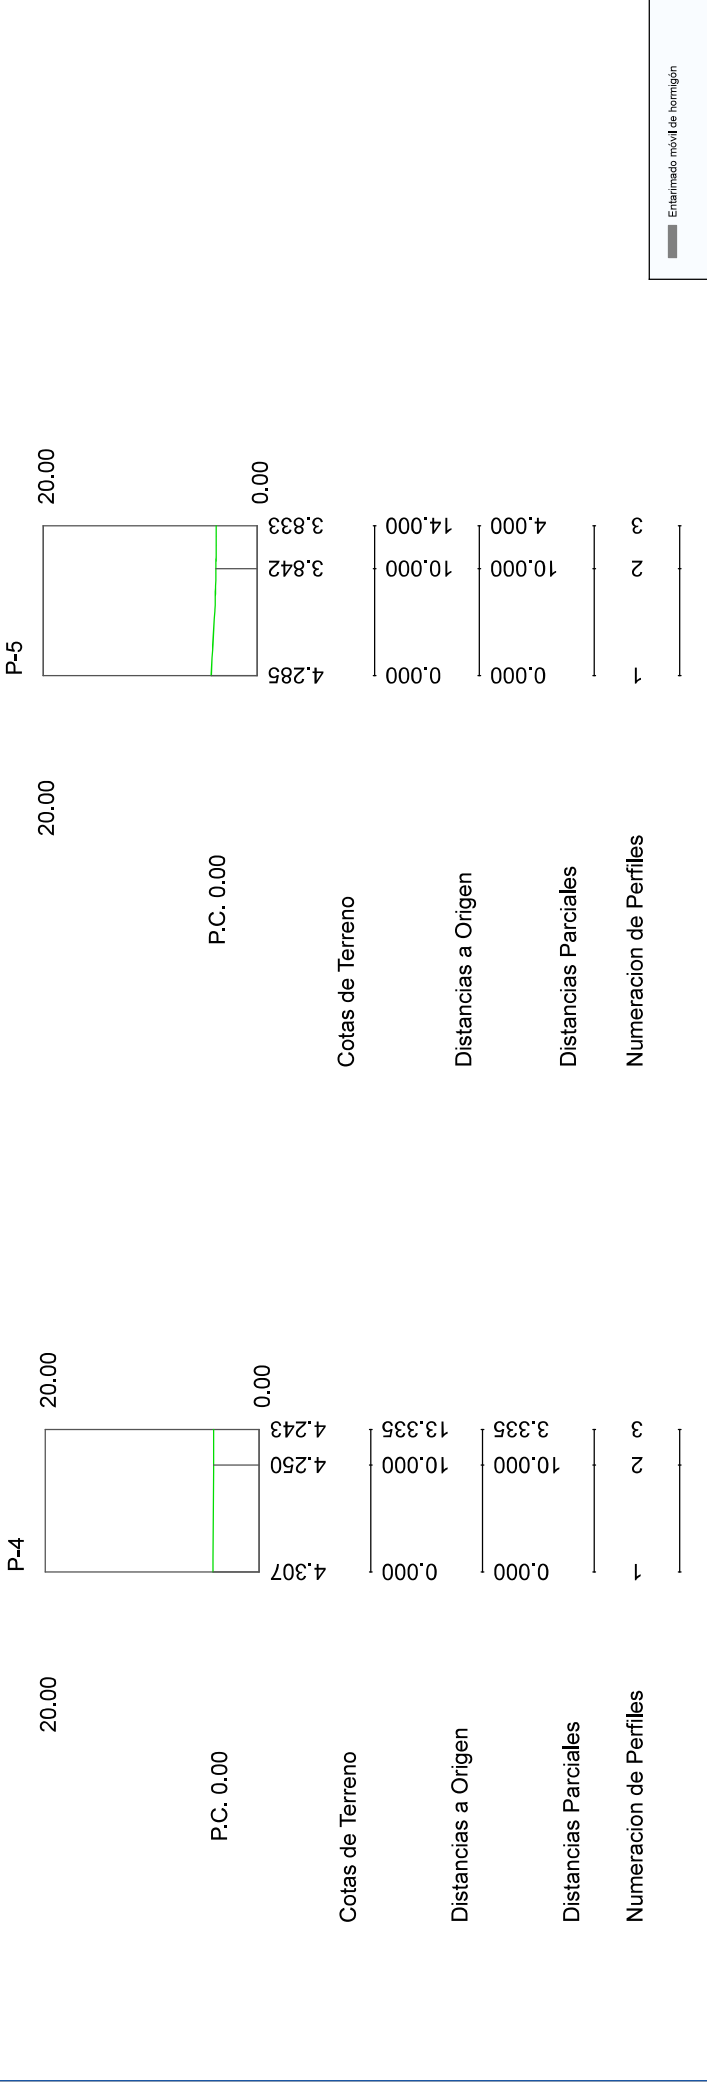 P-4
20.00
20.00
P.C. 0.00
0.00
Cotas de Terreno
4.307
4.250
4.243
Distancias a Origen
0.000
10.000
13.335
Distancias Parciales
0.000
10.000
3.335
Numeracion de Perfiles
1
2
3
P-5
20.00
20.00
P.C. 0.00
0.00
Cotas de Terreno
4.285
3.842
3.833
Distancias a Origen
0.000
10.000
14.000
Distancias Parciales
0.000
10.000
4.000
Numeracion de Perfiles
1
2
3
Entarimado móvil de hormigón